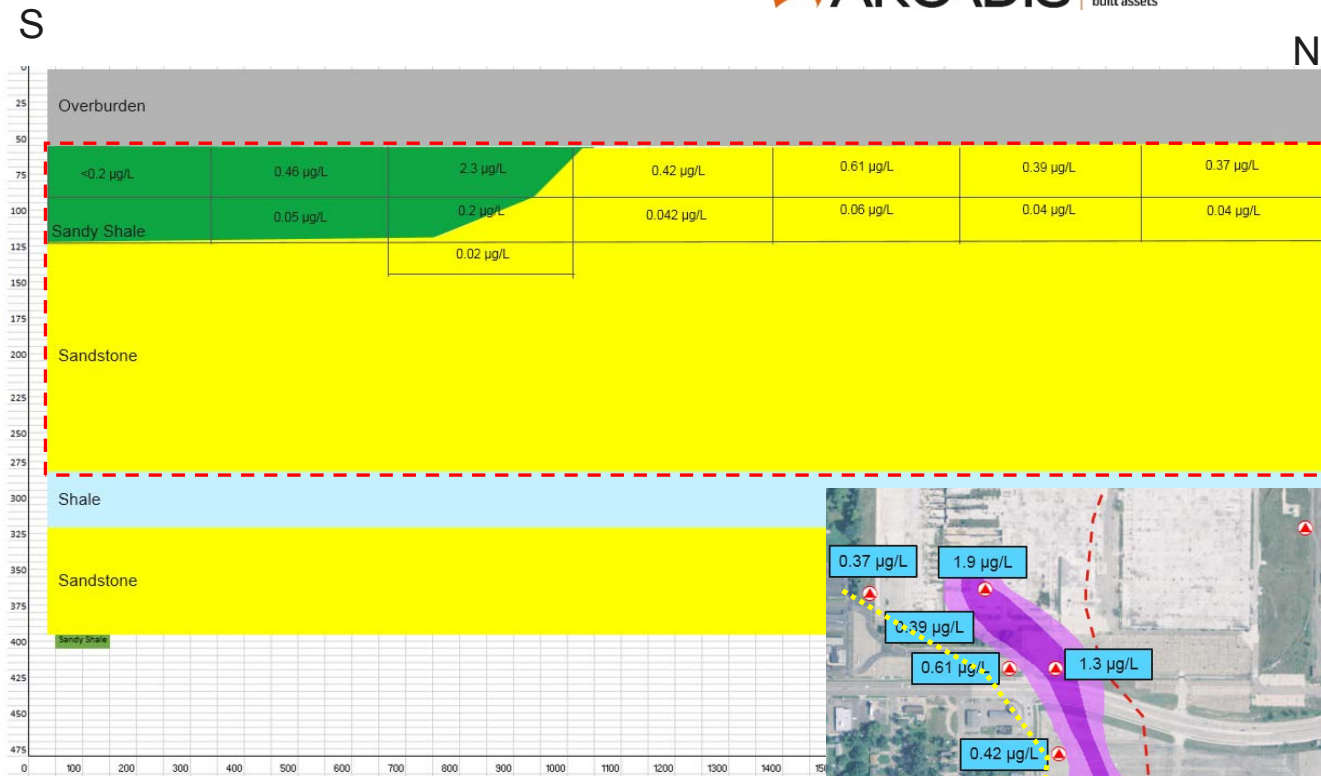 ARCADIS
built assets
S
N
0
25
50
75
100
125
150
175
200
225
250
275
300
325
350
375
400
425
450
475
Overburden
<0.2 µg/L
0.46 µg/L
2.3 µg/L
0.42 µg/L
0.61 µg/L
0.39 µg/L
0.37 µg/L
0.05 µg/L
0.2 µg/L
0.042 µg/L
0.06 µg/L
0.04 µg/L
0.04 µg/L
Sandy Shale
0.02 µg/L
Sandstone
Shale
Sandstone
Sandy Shale
0.37 µg/L
1.9 µg/L
0.39 µg/L
0.61 µg/L
1.3 µg/L
0.42 µg/L
0 100 200 300 400 500 600 700 800 900 1000 1100 1200 1300 1400